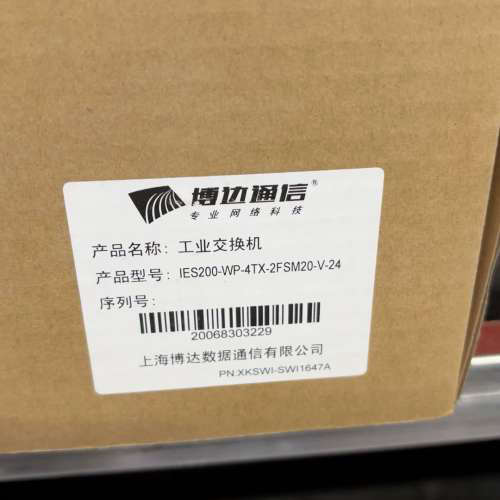 博达通信®
专业网络科技
产品名称：工业交换机
产品型号：IES200-WP-4TX-2FSM20-V-24
序列号：
20068303229
上海博达数据通信有限公司
PN:XKSWI-SWI1647A